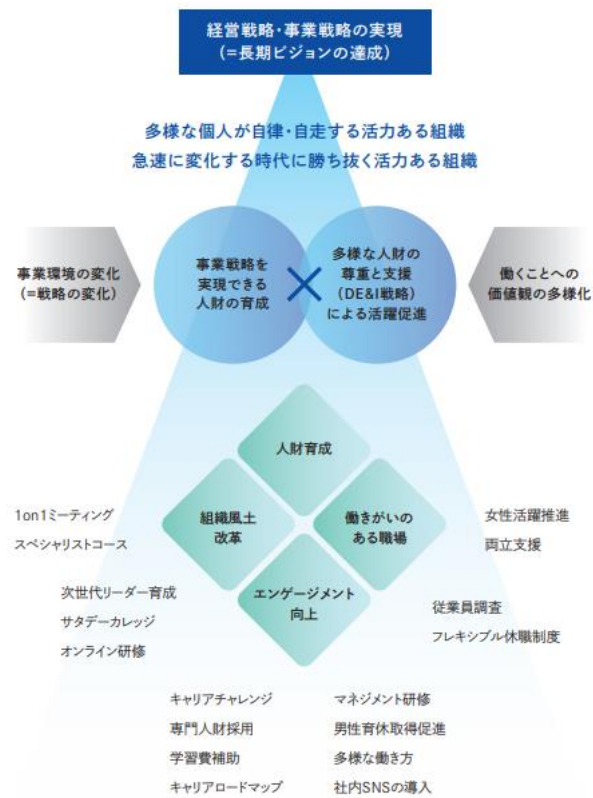 経営戦略・事業戦略の実現
(=長期ビジョンの達成)
多様な個人が自律・自走する活力ある組織
急速に変化する時代に勝ち抜く活力ある組織
事業環境の変化
(=戦略の変化)
事業戦略を
実現できる
人財の育成
×
多様な人財の
尊重と支援
(DE&I戦略)
による活躍促進
働くことへの
価値観の多様化
人財育成
組織風土
改革
働きがいの
ある職場
エンゲージメント
向上
1on1ミーティング
スペシャリストコース
女性活躍推進
両立支援
次世代リーダー育成
サタデーカレッジ
オンライン研修
従業員調査
フレキシブル休職制度
キャリアチャレンジ
専門人財採用
学習費補助
キャリアロードマップ
マネジメント研修
男性育休取得促進
多様な働き方
社内SNSの導入